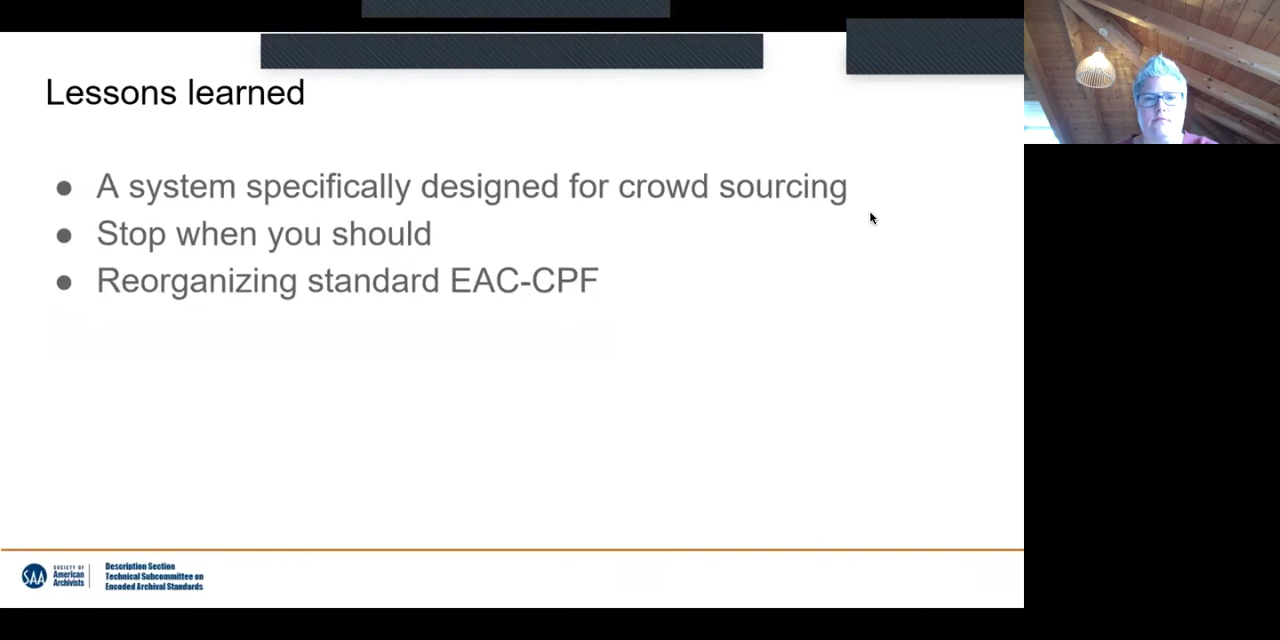 Lessons learned
● A system specifically designed for crowd sourcing
● Stop when you should
● Reorganizing standard EAC-CPF
SAA
SOCIETY OF
American
Archivists
Description Section
Technical Subcommittee on
Encoded Archival Standards